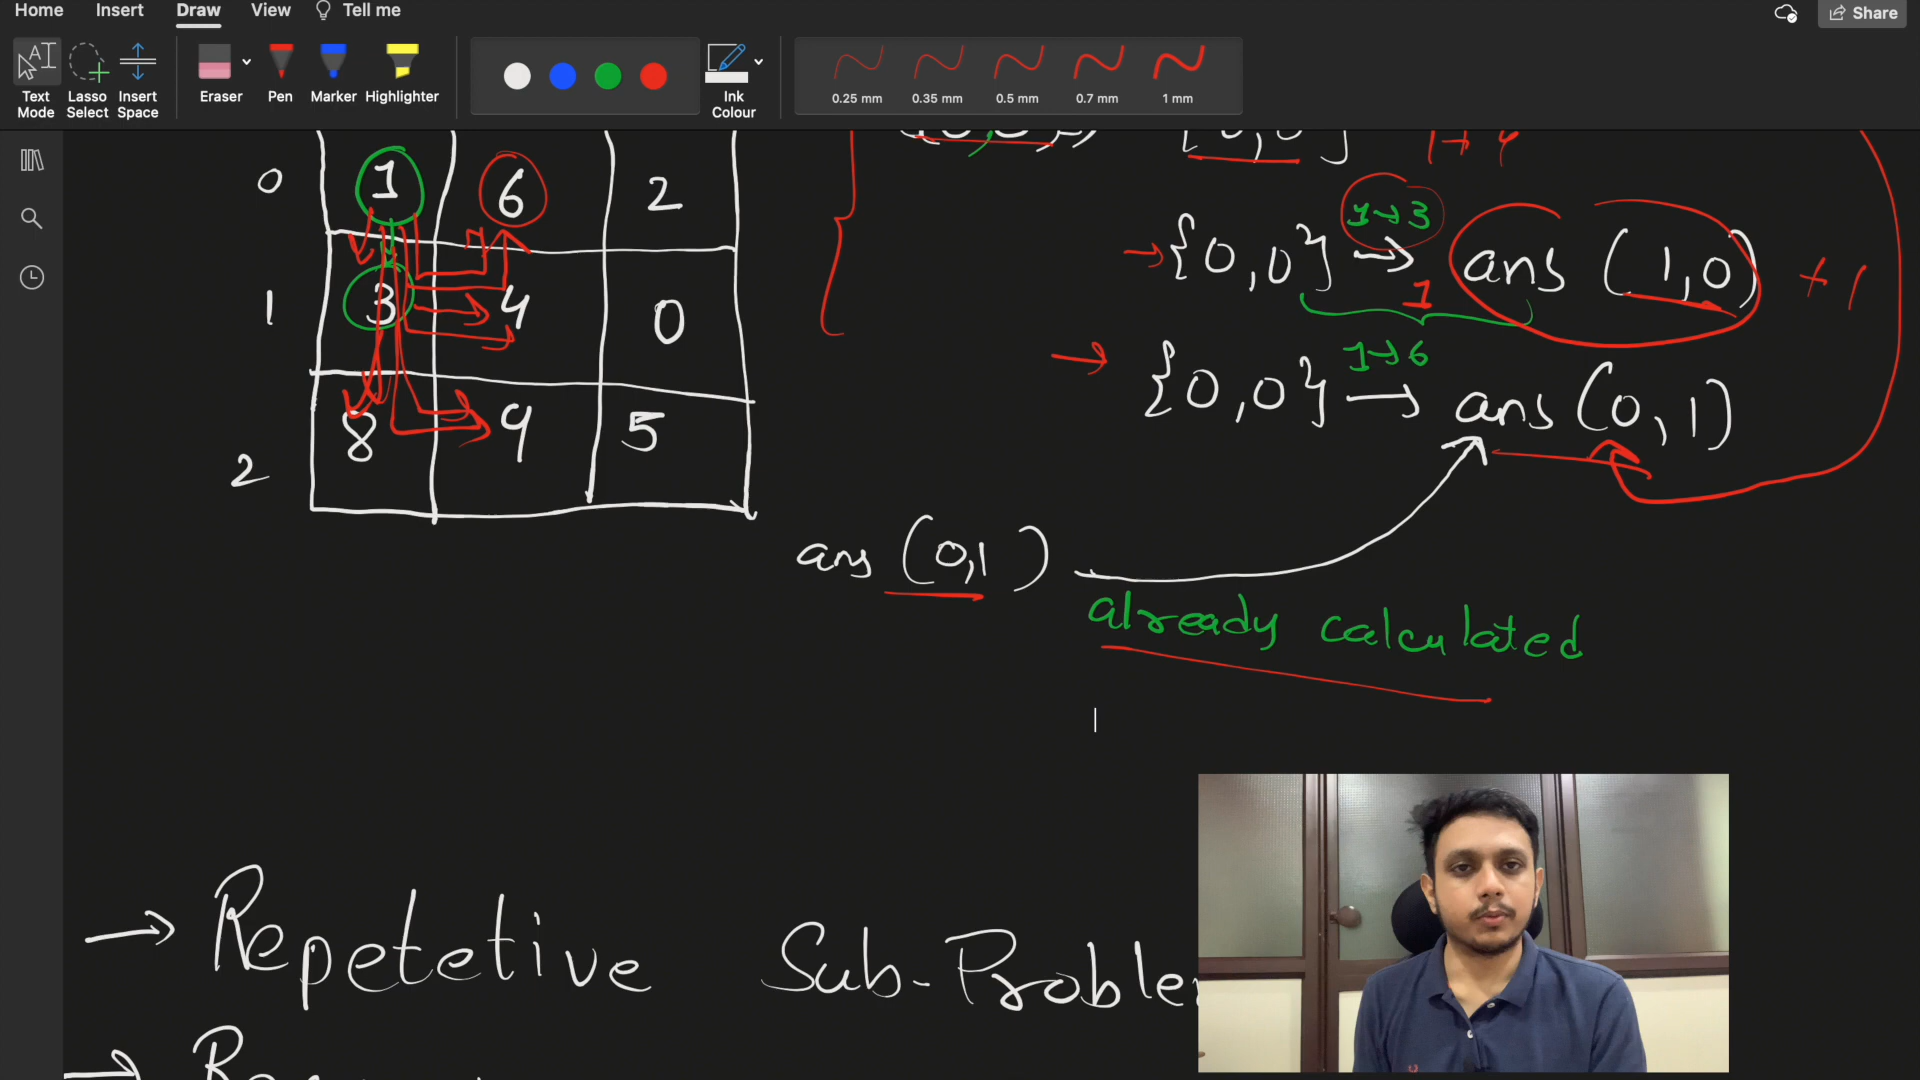 Home Insert Draw View Tell me Share
Text Mode Lasso Select Insert Space Eraser Pen Marker Highlighter Ink Colour 0.25 mm 0.35 mm 0.5 mm 0.7 mm 1 mm
0 1 6 2
1 3 4 0
2 8 9 5
→ {0,0} 1→3 → ans (1,0) +1
1
→ {0,0} 1→6 → ans (0,1)
ans (0,1)
already calculated
→ Repetetive Sub-Proble